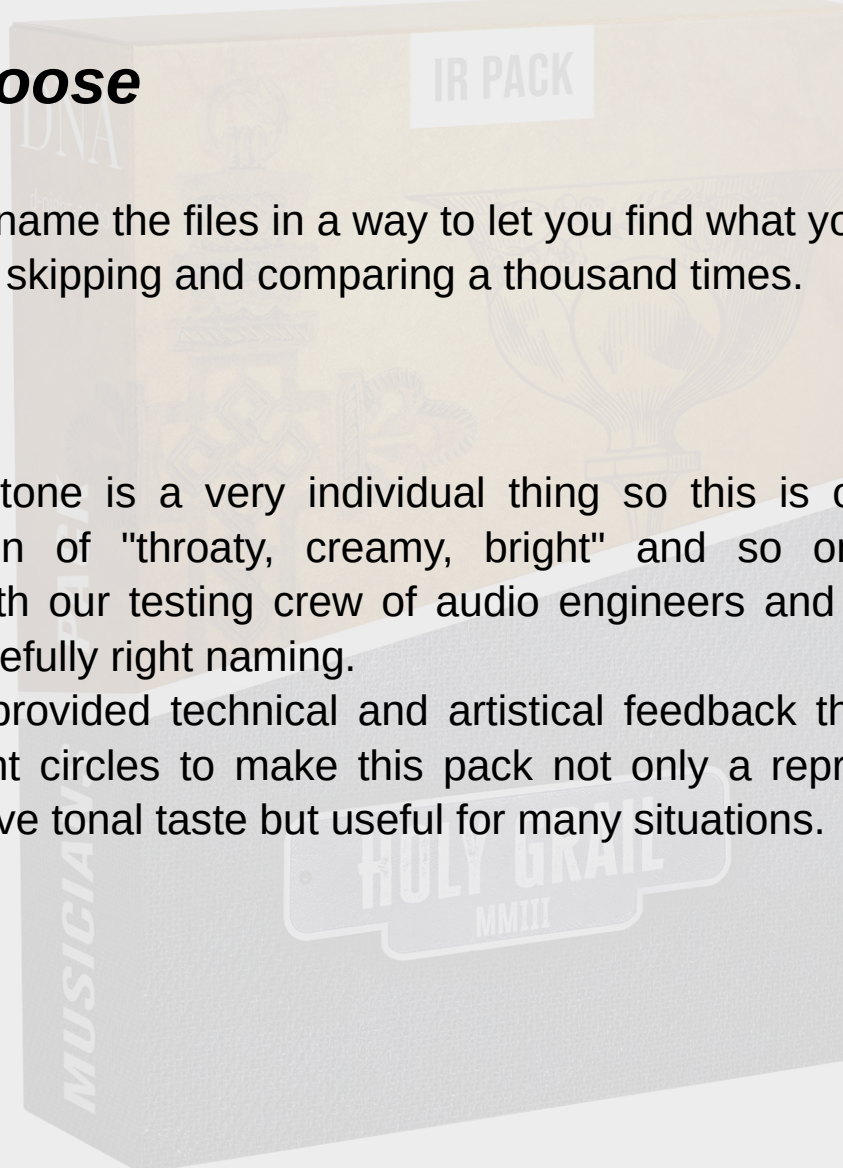 oose
IR PACK
DNA
name the files in a way to let you find what yo
skipping and comparing a thousand times.
tone is a very individual thing so this is
n of "throaty, creamy, bright" and so or
th our testing crew of audio engineers and
efully right naming.
provided technical and artistical feedback th
nt circles to make this pack not only a repr
ve tonal taste but useful for many situations.
HOLY GRAIL
MMIII
MUSICIANS PACK